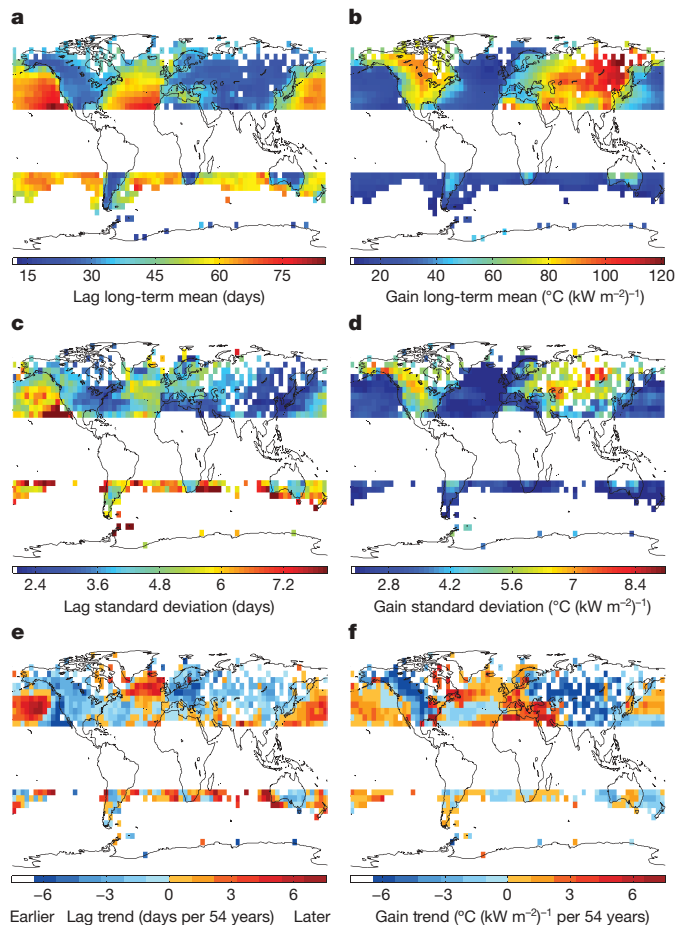 a
b
15 30 45 60 75
20 40 60 80 100 120
Lag long-term mean (days)
Gain long-term mean (°C (kW m⁻²)⁻¹)
c
d
2.4 3.6 4.8 6 7.2
2.8 4.2 5.6 7 8.4
Lag standard deviation (days)
Gain standard deviation (°C (kW m⁻²)⁻¹)
e
f
−6 −3 0 3 6
−6 −3 0 3 6
Earlier Lag trend (days per 54 years) Later
Gain trend (°C (kW m⁻²)⁻¹ per 54 years)